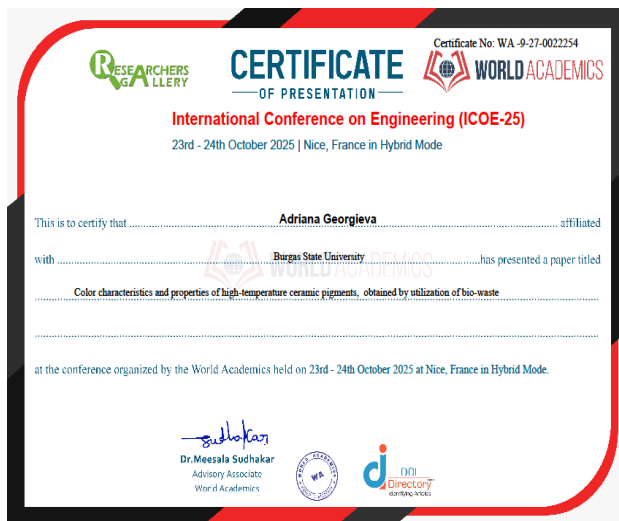 Certificate No: WA -9-27-0022254
RESEARCHERS
GALLERY
CERTIFICATE
OF PRESENTATION
WORLD ACADEMICS
International Conference on Engineering (ICOE-25)
23rd - 24th October 2025 | Nice, France in Hybrid Mode
This is to certify that Adriana Georgieva affiliated
with Burgas State University has presented a paper titled
WORLD ACADEMICS
Color characteristics and properties of high-temperature ceramic pigments, obtained by utilization of bio-waste
at the conference organized by the World Academics held on 23rd - 24th October 2025 at Nice, France in Hybrid Mode.
Sudhakar
Dr.Meesala Sudhakar
Advisory Associate
World Academics
WORLD ACADEMICS
WA
DOI
Directory
Identifying Articles